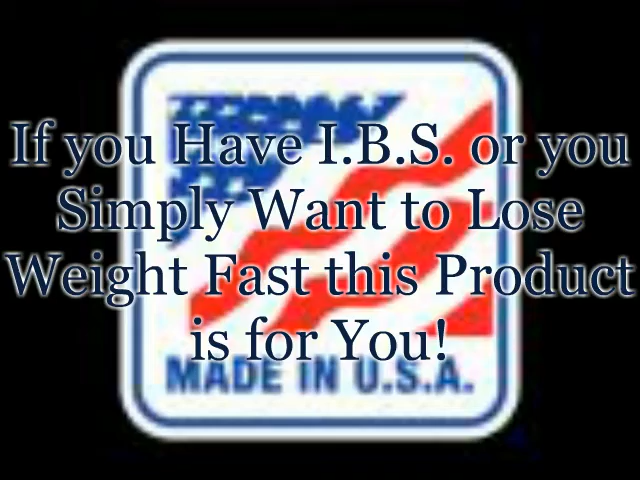 If you Have I.B.S. or you
Simply Want to Lose
Weight Fast this Product
is for You!
MADE IN U.S.A.